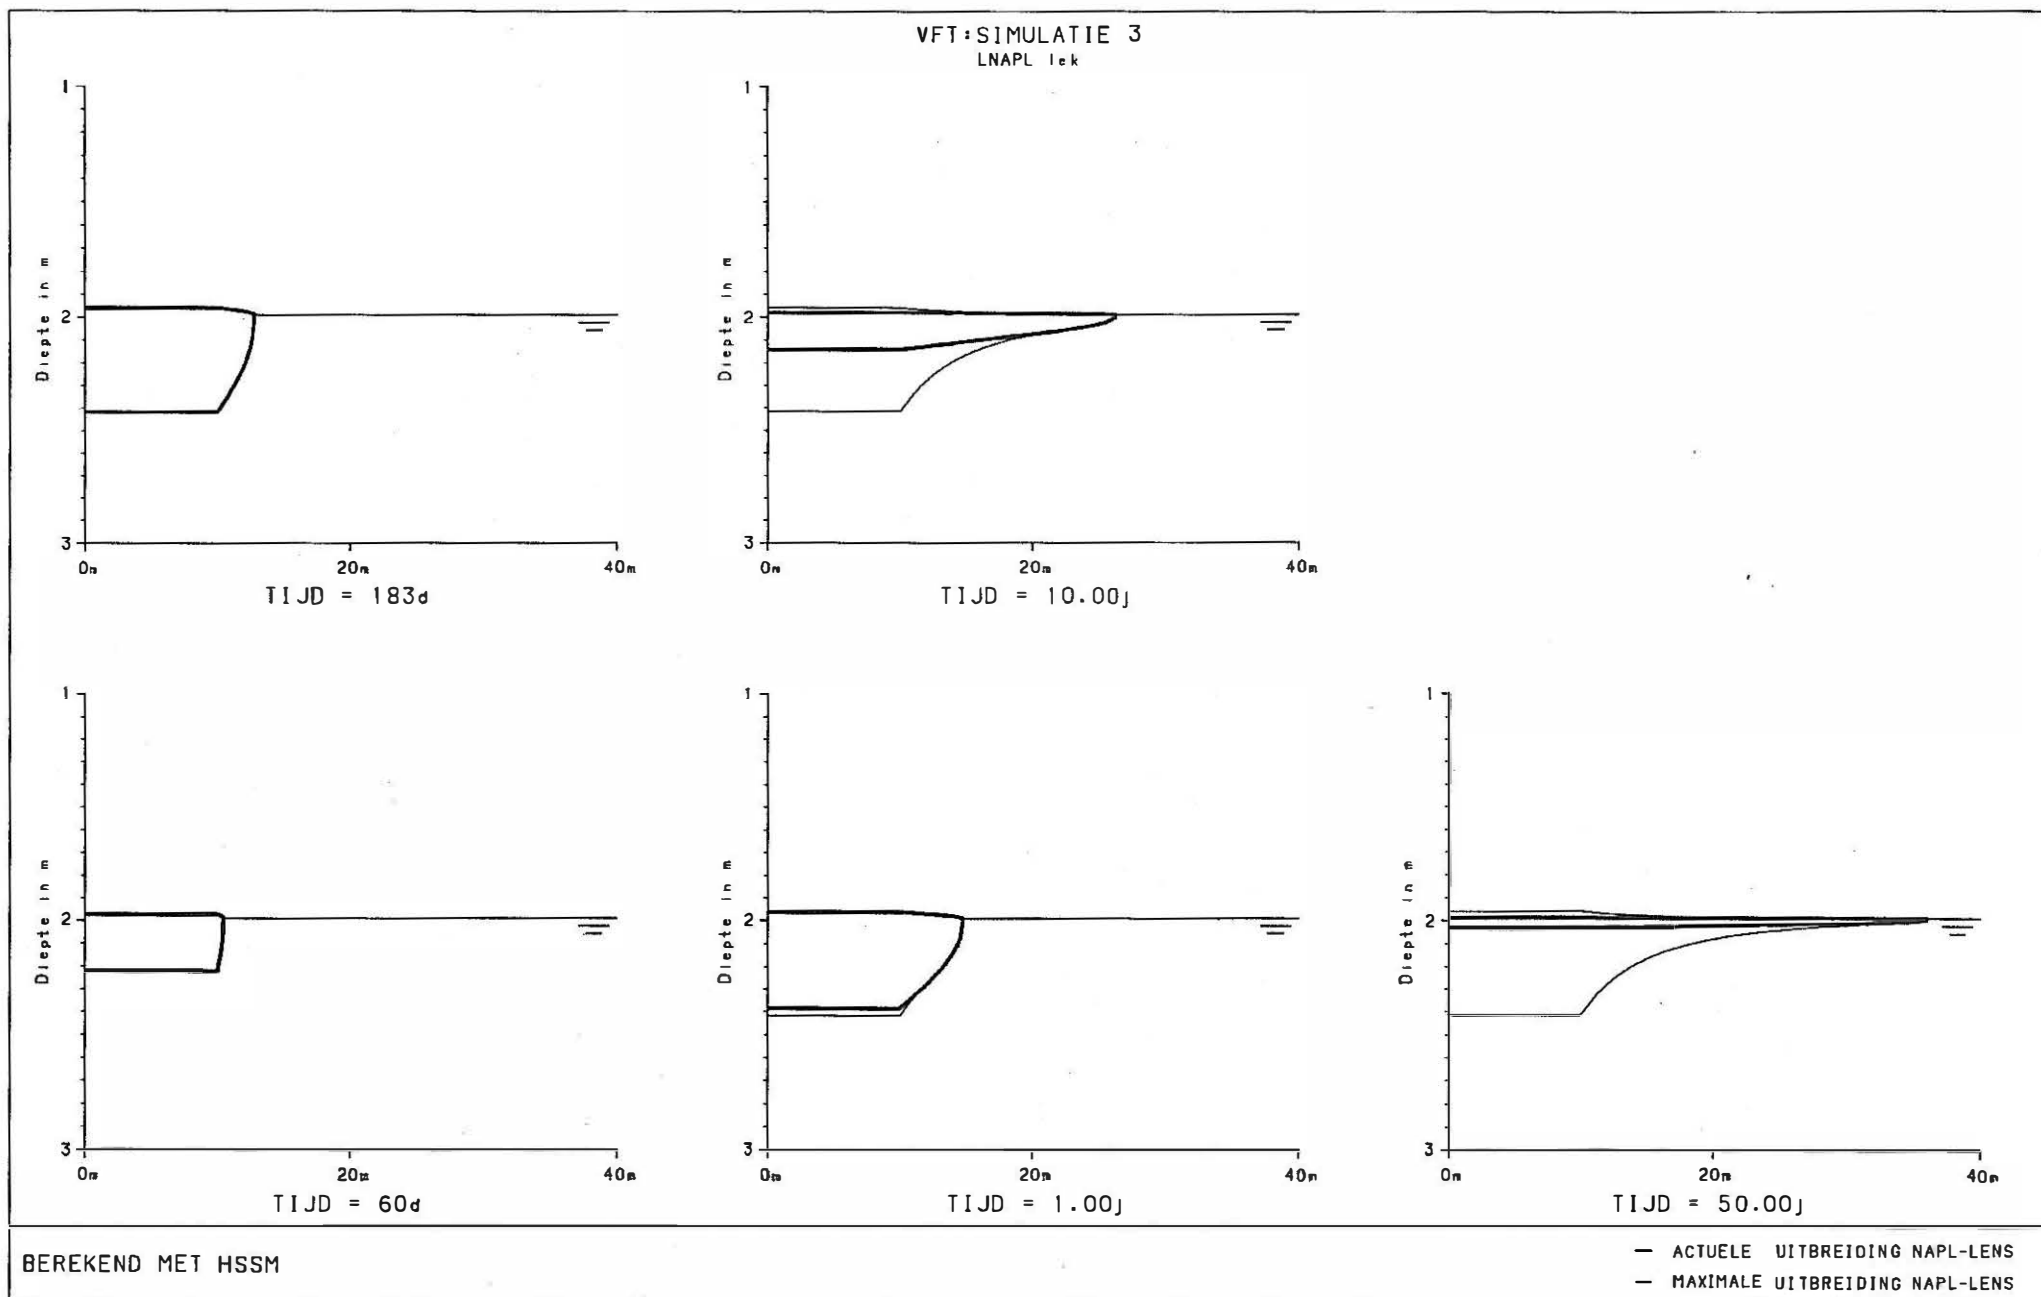 VFT:SIMULATIE 3
LNAPL lek
1
2
3
Diepte in m
0m
20m
40m
TIJD = 183d
1
2
3
Diepte in m
0m
20m
40m
TIJD = 10.00j
1
2
3
Diepte in m
0m
20m
40m
TIJD = 60d
1
2
3
Diepte in m
0m
20m
40m
TIJD = 1.00j
1
2
3
Diepte in m
0m
20m
40m
TIJD = 50.00j
BEREKEND MET HSSM
— ACTUELE UITBREIDING NAPL-LENS
— MAXIMALE UITBREIDING NAPL-LENS